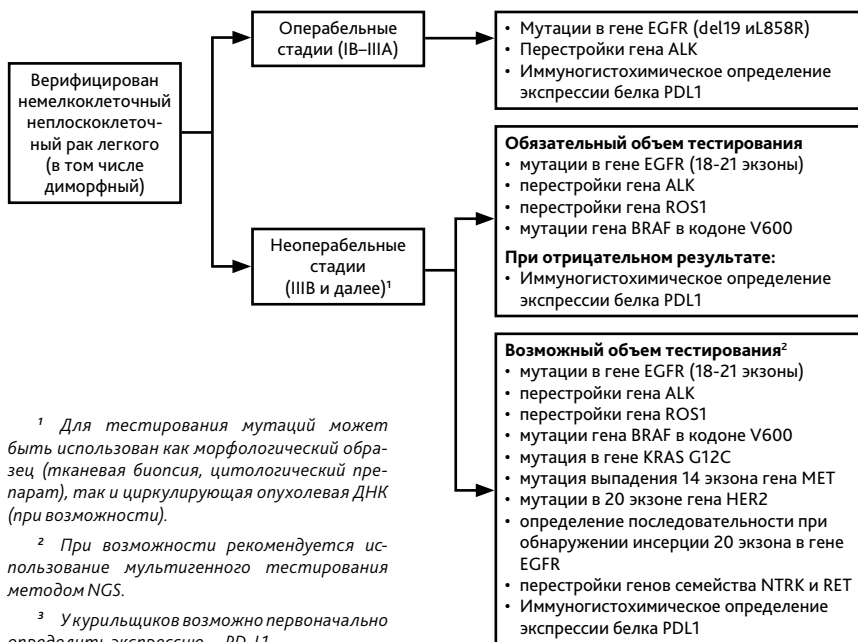 Верифицирован
немелкоклеточный
неплоскоклеточ-
ный рак легкого
(в том числе
диморфный)
Операбельные
стадии (IB–IIIA)
• Мутации в гене EGFR (del19 иL858R)
• Перестройки гена ALK
• Иммуногистохимическое определение
экспрессии белка PDL1
Неоперабельные
стадии
(IIIB и далее)¹
Обязательный объем тестирования
• мутации в гене EGFR (18-21 экзоны)
• перестройки гена ALK
• перестройки гена ROS1
• мутации гена BRAF в кодоне V600
При отрицательном результате:
• Иммуногистохимическое определение
экспрессии белка PDL1
Возможный объем тестирования²
• мутации в гене EGFR (18-21 экзоны)
• перестройки гена ALK
• перестройки гена ROS1
• мутации гена BRAF в кодоне V600
• мутация в гене KRAS G12C
• мутация выпадения 14 экзона гена MET
• мутации в 20 экзоне гена HER2
• определение последовательности при
обнаружении инсерции 20 экзона в гене
EGFR
• перестройки генов семейства NTRK и RET
• Иммуногистохимическое определение
экспрессии белка PDL1
¹ Для тестирования мутаций может
быть использован как морфологический обра-
зец (тканевая биопсия, цитологический пре-
парат), так и циркулирующая опухолевая ДНК
(при возможности).
² При возможности рекомендуется ис-
пользование мультигенного тестирования
методом NGS.
³ У курильщиков возможно первоначально
определить экспрессию PD-L1